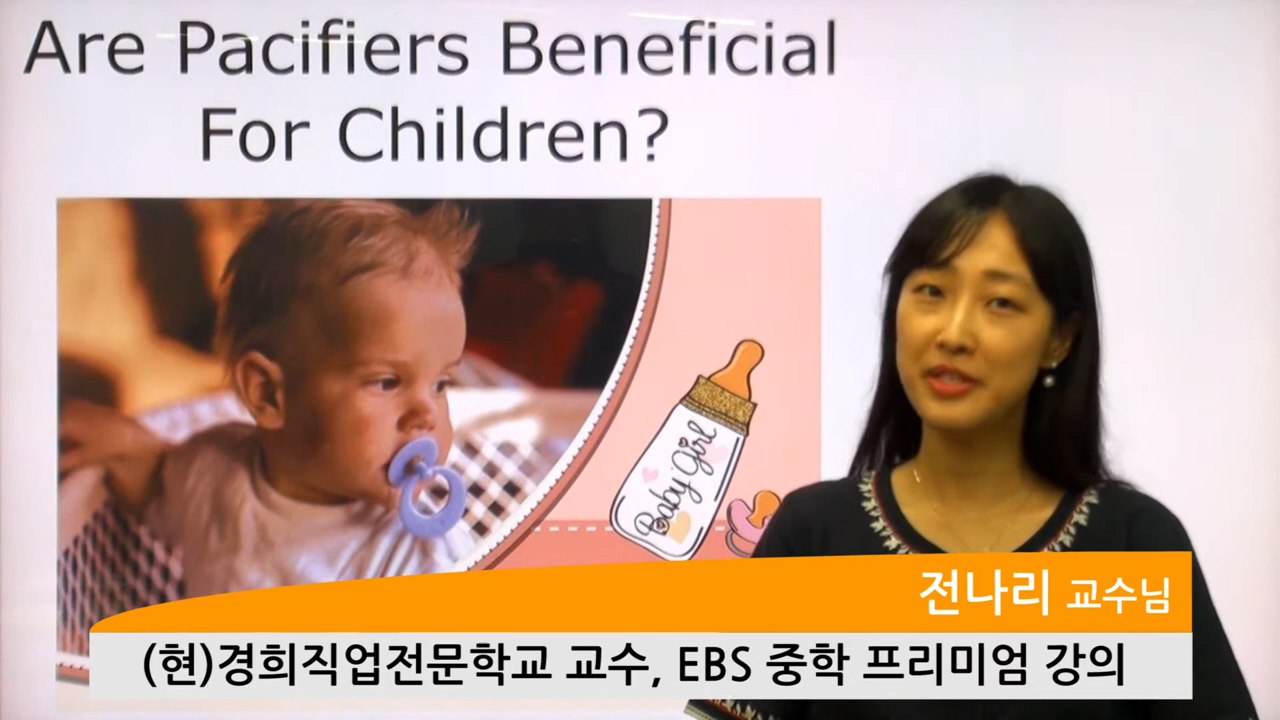 Are Pacifiers Beneficial
For Children?
Baby Girl
전나리 교수님
(현)경희직업전문학교 교수, EBS 중학 프리미엄 강의